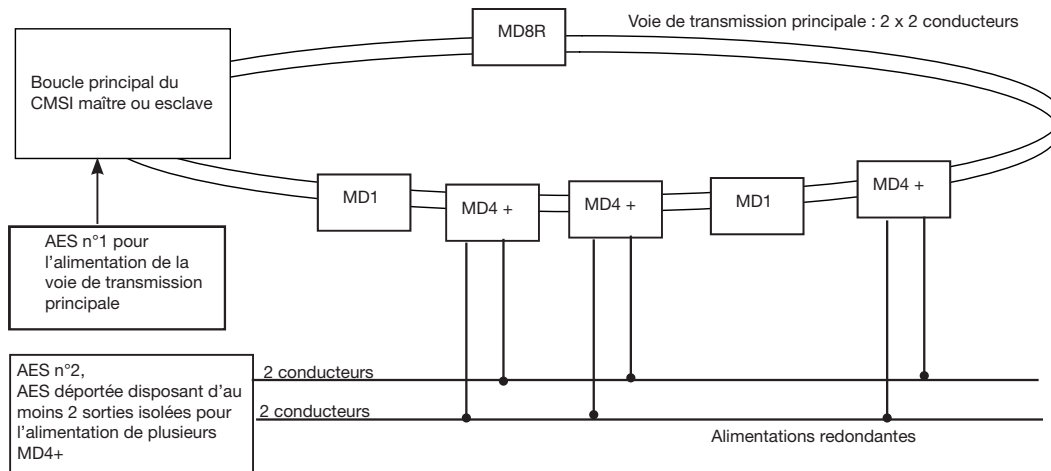 MD8R
Voie de transmission principale : 2 x 2 conducteurs
Boucle principal du
CMSI maître ou esclave
MD1
MD4 +
MD4 +
MD1
MD4 +
AES n°1 pour
l'alimentation de la
voie de transmission
principale
AES n°2,
AES déportée disposant d'au
moins 2 sorties isolées pour
l'alimentation de plusieurs
MD4+
2 conducteurs
2 conducteurs
Alimentations redondantes